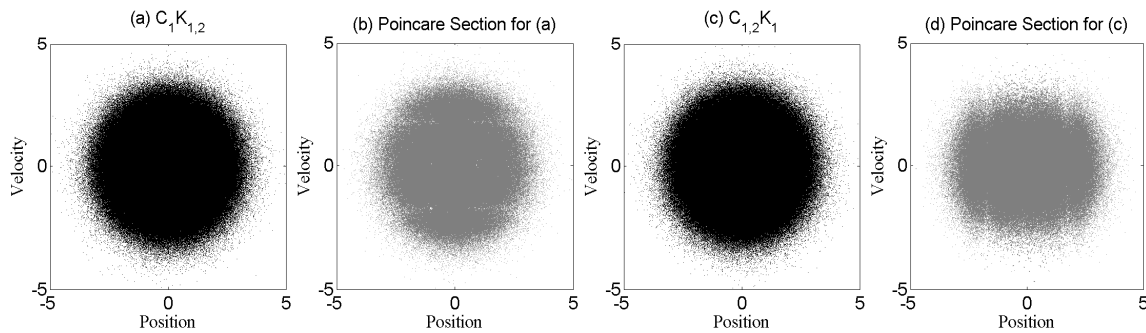 (a) C1K1,2
(b) Poincare Section for (a)
(c) C1,2K1
(d) Poincare Section for (c)
5
0
-5
Velocity
-5 0 5
Position
5
0
-5
Velocity
-5 0 5
Position
5
0
-5
Velocity
-5 0 5
Position
5
0
-5
Velocity
-5 0 5
Position